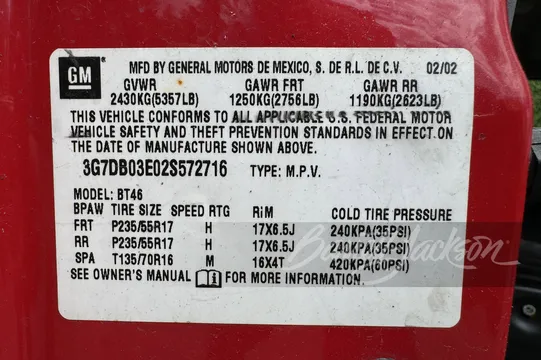 GM
MFD BY GENERAL MOTORS DE MEXICO, S. DE R.L. DE C.V. 02/02
GVWR GAWR FRT GAWR RR
2430KG(5357LB) 1250KG(2756LB) 1190KG(2623LB)
THIS VEHICLE CONFORMS TO ALL APPLICABLE U.S. FEDERAL MOTOR
VEHICLE SAFETY AND THEFT PREVENTION STANDARDS IN EFFECT ON
THE DATE OF MANUFACTURE SHOWN ABOVE.
3G7DB03E02S572716 TYPE: M.P.V.
MODEL: BT46
BPAW TIRE SIZE SPEED RTG RIM COLD TIRE PRESSURE
FRT P235/55R17 H 17X6.5J 240KPA(35PSI)
RR P235/55R17 H 17X6.5J 240KPA(35PSI)
SPA T135/70R16 M 16X4T 420KPA(60PSI)
SEE OWNER'S MANUAL FOR MORE INFORMATION.
Barrett-Jackson